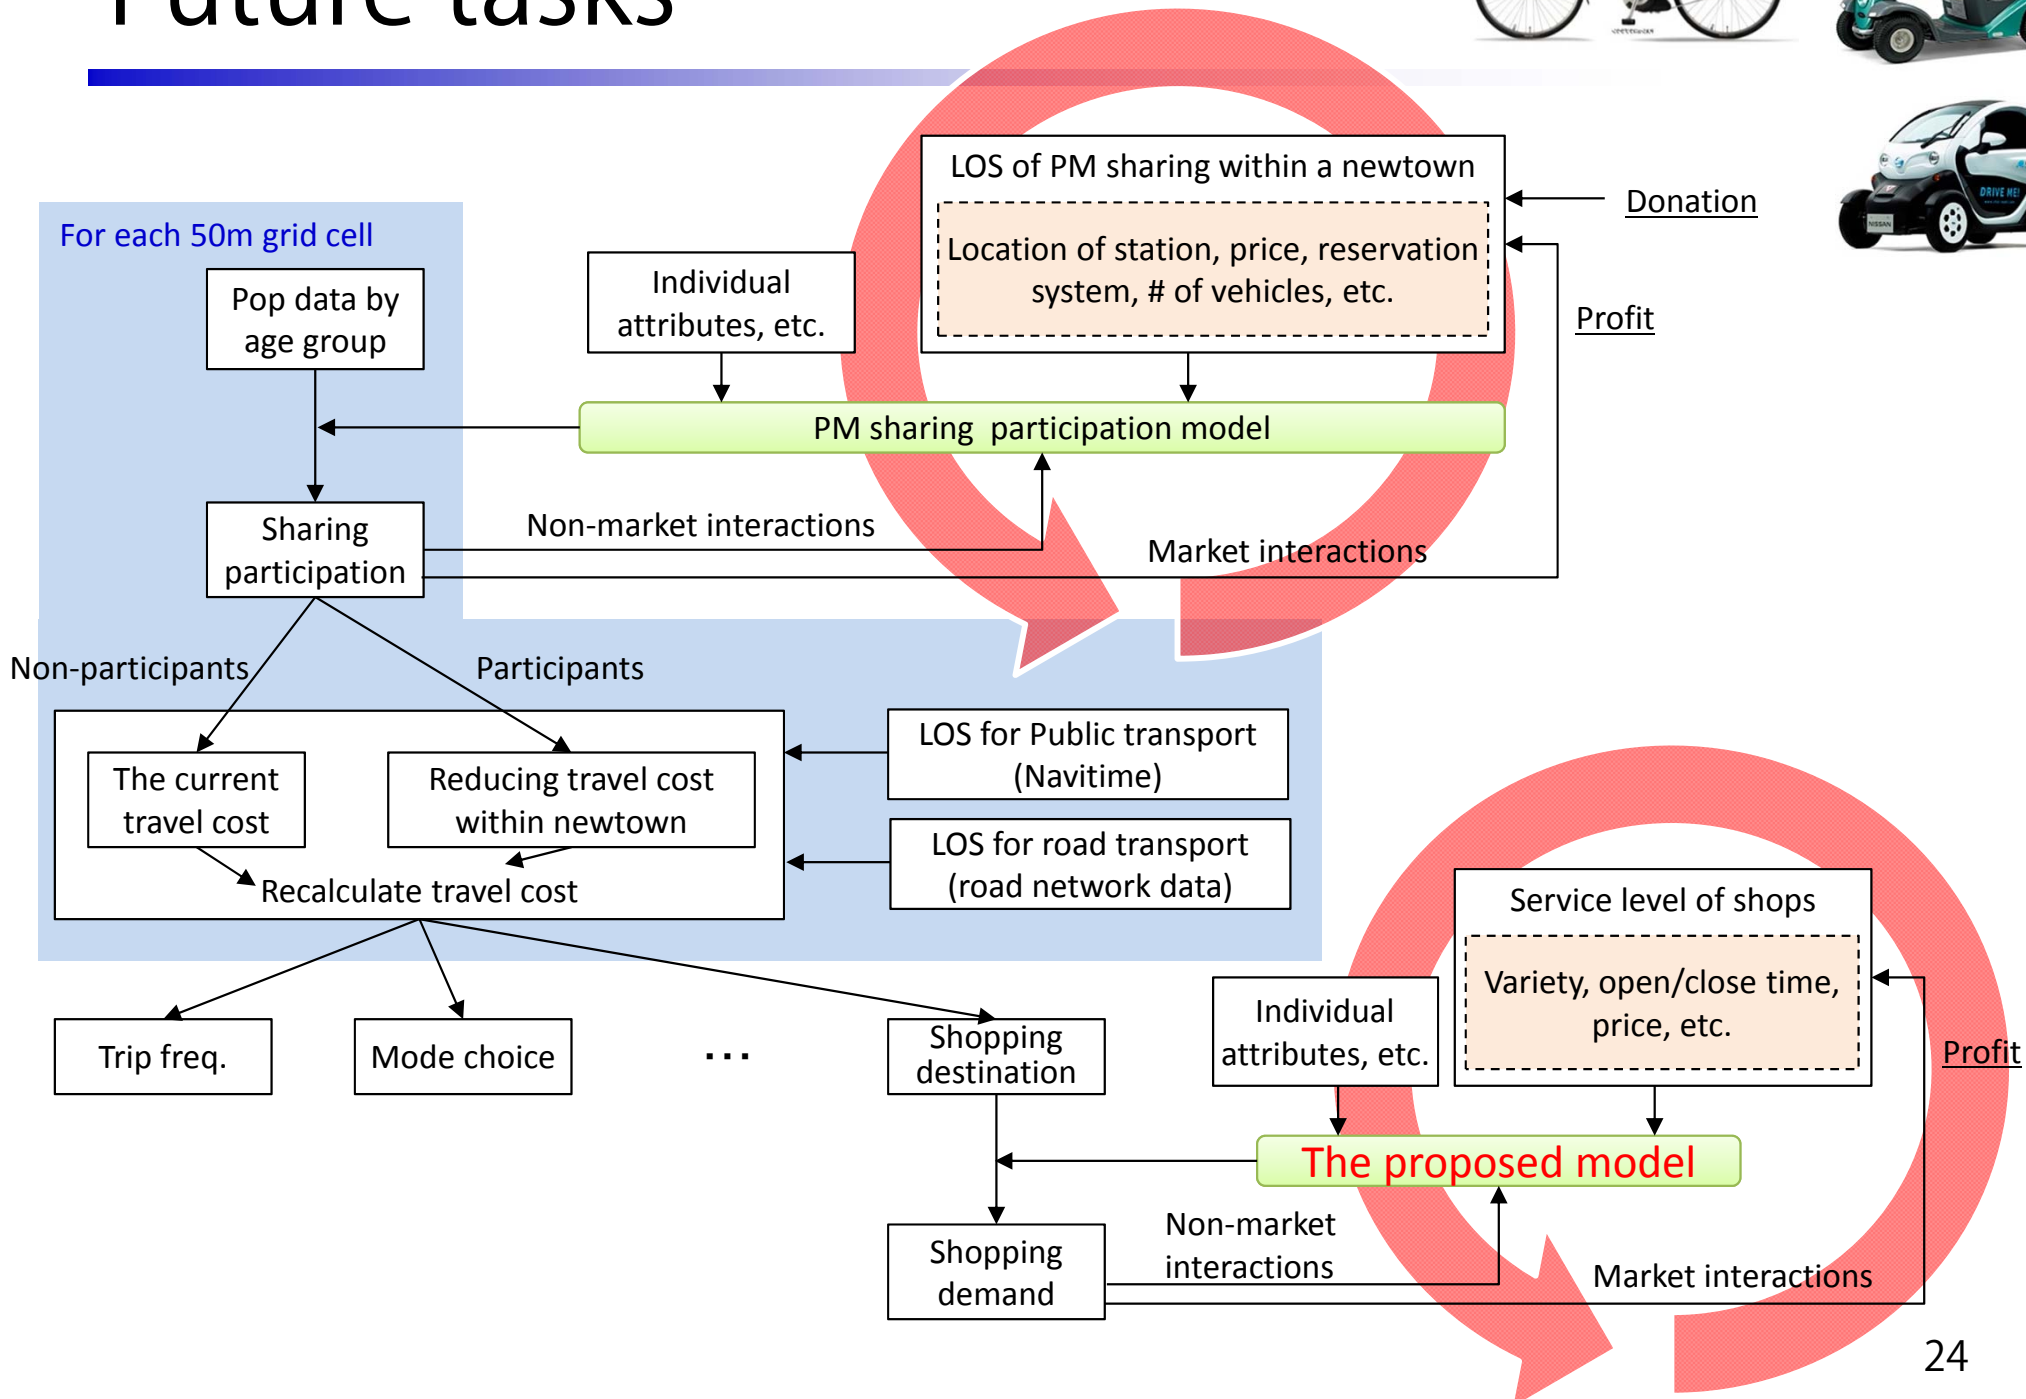 Future tasks
LOS of PM sharing within a newtown
Location of station, price, reservation
system, # of vehicles, etc.
Donation
DRIVE ME!
NISSAN
For each 50m grid cell
Pop data by
age group
Individual
attributes, etc.
Profit
PM sharing participation model
Sharing
participation
Non-market interactions
Market interactions
Non-participants
Participants
The current
travel cost
Reducing travel cost
within newtown
Recalculate travel cost
LOS for Public transport
(Navitime)
LOS for road transport
(road network data)
Service level of shops
Variety, open/close time,
price, etc.
Individual
attributes, etc.
Profit
Trip freq.
Mode choice
...
Shopping
destination
The proposed model
Non-market
interactions
Shopping
demand
Market interactions
24